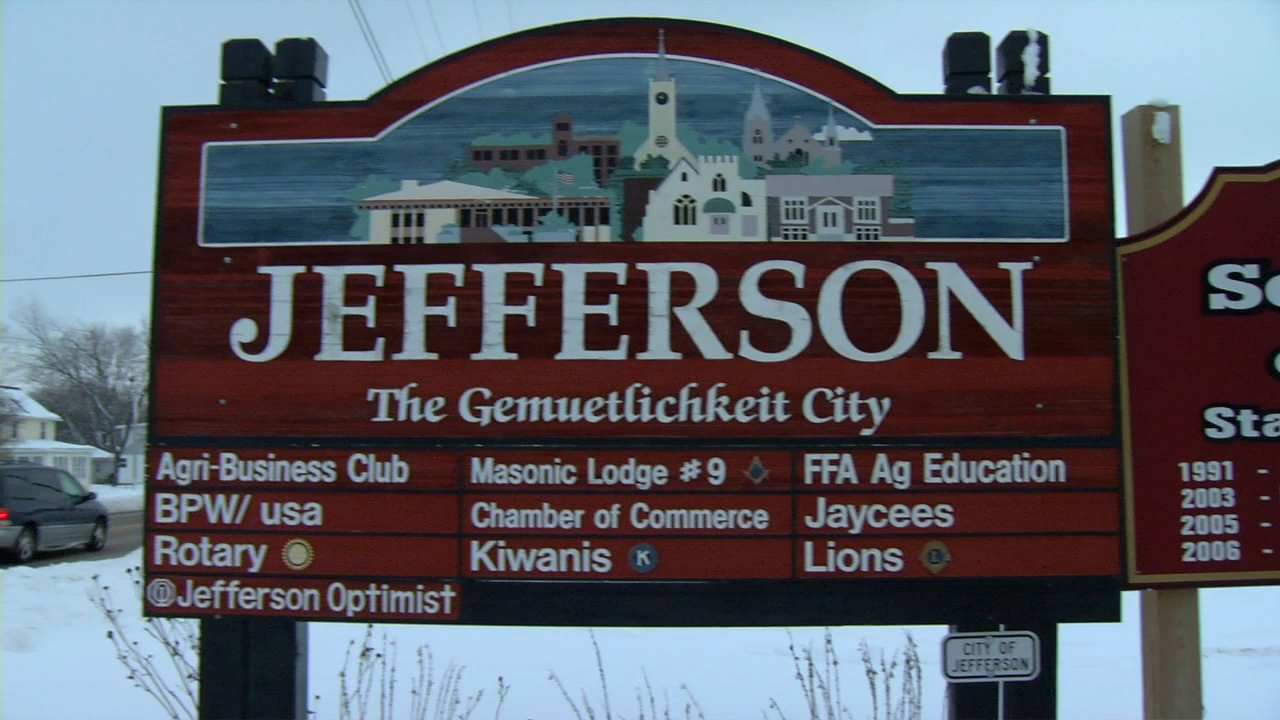 JEFFERSON
The Gemuetlichkeit City
Agri-Business Club
Masonic Lodge #9
FFA Ag Education
BPW/ usa
Chamber of Commerce
Jaycees
Rotary
Kiwanis
K
Lions
L
Jefferson Optimist
CITY OF
JEFFERSON
1991 -
2003 -
2005 -
2006 -